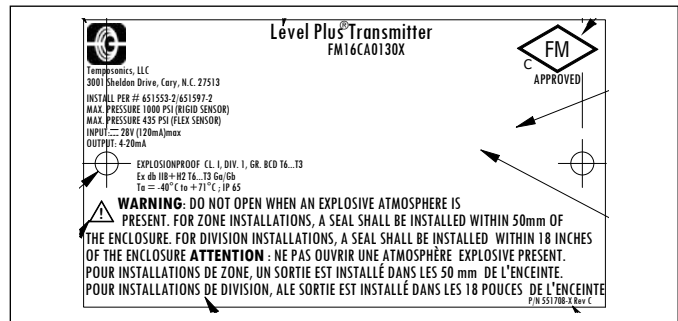 Level Plus® Transmitter
FM16CA0130X
FM
C
APPROVED
Temposonics, LLC
3001 Sheldon Drive, Cary, N.C. 27513
INSTALL PER # 651553-2/651597-2
MAX. PRESSURE 1000 PSI (RIGID SENSOR)
MAX. PRESSURE 435 PSI (FLEX SENSOR)
INPUT:⎓ 28V (120mA)max
OUTPUT: 4-20mA
EXPLOSIONPROOF CL. I, DIV. 1, GR. BCD T6...T3
Ex db IIB+H2 T6...T3 Ga/Gb
Ta = -40°C to +71°C ; IP 65
WARNING: DO NOT OPEN WHEN AN EXPLOSIVE ATMOSPHERE IS
PRESENT. FOR ZONE INSTALLATIONS, A SEAL SHALL BE INSTALLED WITHIN 50mm OF
THE ENCLOSURE. FOR DIVISION INSTALLATIONS, A SEAL SHALL BE INSTALLED WITHIN 18 INCHES
OF THE ENCLOSURE ATTENTION : NE PAS OUVRIR UNE ATMOSPHÈRE EXPLOSIVE PRESENT.
POUR INSTALLATIONS DE ZONE, UN SORTIE EST INSTALLÉ DANS LES 50 mm DE L'ENCEINTE.
POUR INSTALLATIONS DE DIVISION, ALE SORTIE EST INSTALLÉ DANS LES 18 POUCES DE L'ENCEINTE
P/N 551708-X Rev C